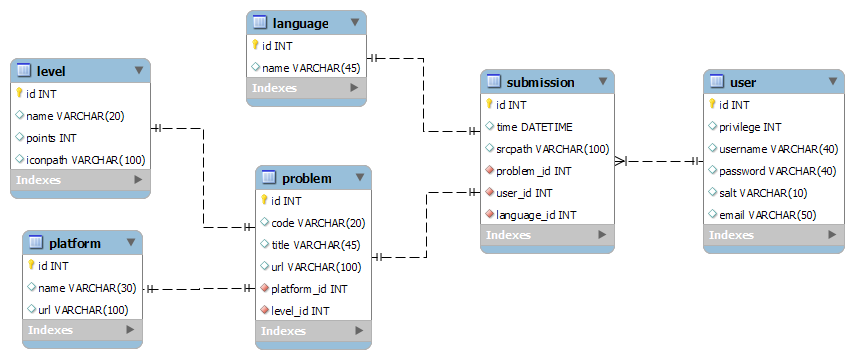 language
id INT
name VARCHAR(45)
Indexes
level
id INT
name VARCHAR(20)
points INT
iconpath VARCHAR(100)
Indexes
submission
id INT
time DATETIME
srcpath VARCHAR(100)
problem_id INT
user_id INT
language_id INT
Indexes
user
id INT
privilege INT
username VARCHAR(40)
password VARCHAR(40)
salt VARCHAR(10)
email VARCHAR(50)
Indexes
problem
id INT
code VARCHAR(20)
title VARCHAR(45)
url VARCHAR(100)
platform_id INT
level_id INT
Indexes
platform
id INT
name VARCHAR(30)
url VARCHAR(100)
Indexes